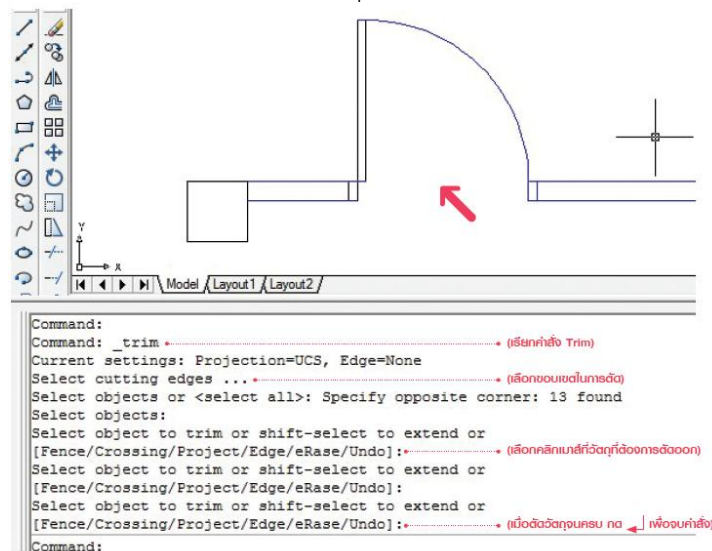 Y
X
Model Layout1 Layout2
Command:
Command: _trim (เรียกคำสั่ง Trim)
Current settings: Projection=UCS, Edge=None
Select cutting edges ... (เลือกขอบเขตในการตัด)
Select objects or <select all>: Specify opposite corner: 13 found
Select objects:
Select object to trim or shift-select to extend or
[Fence/Crossing/Project/Edge/eRase/Undo]: (เลือกคลิกเมาส์ที่วัตถุที่ต้องการตัดออก)
Select object to trim or shift-select to extend or
[Fence/Crossing/Project/Edge/eRase/Undo]:
Select object to trim or shift-select to extend or
[Fence/Crossing/Project/Edge/eRase/Undo]: (เมื่อตัดวัตถุจนครบ กด เพื่อจบคำสั่ง)
Command: